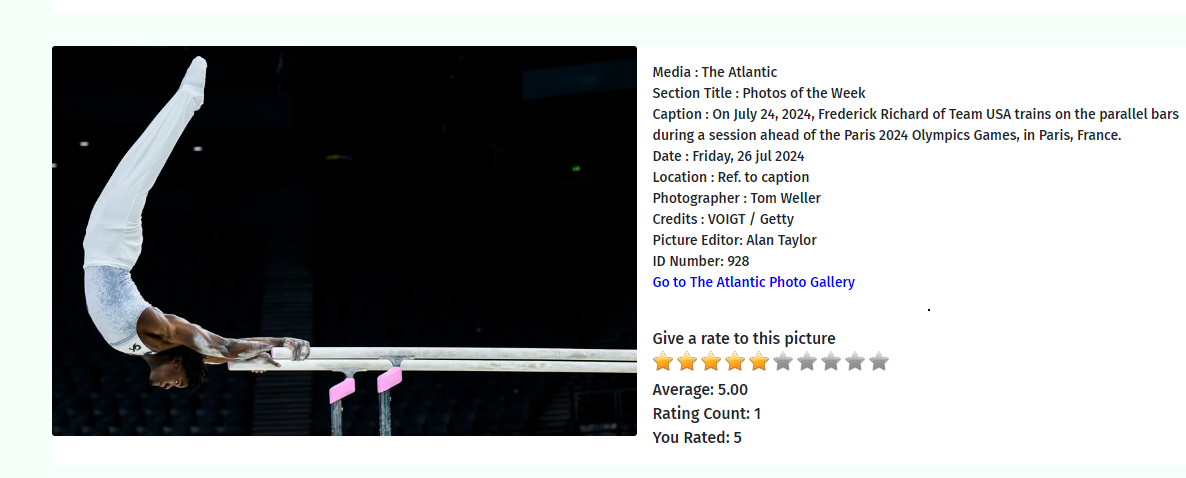 Media : The Atlantic
Section Title : Photos of the Week
Caption : On July 24, 2024, Frederick Richard of Team USA trains on the parallel bars
during a session ahead of the Paris 2024 Olympics Games, in Paris, France.
Date : Friday, 26 jul 2024
Location : Ref. to caption
Photographer : Tom Weller
Credits : VOIGT / Getty
Picture Editor: Alan Taylor
ID Number: 928
Go to The Atlantic Photo Gallery
Give a rate to this picture
Average: 5.00
Rating Count: 1
You Rated: 5